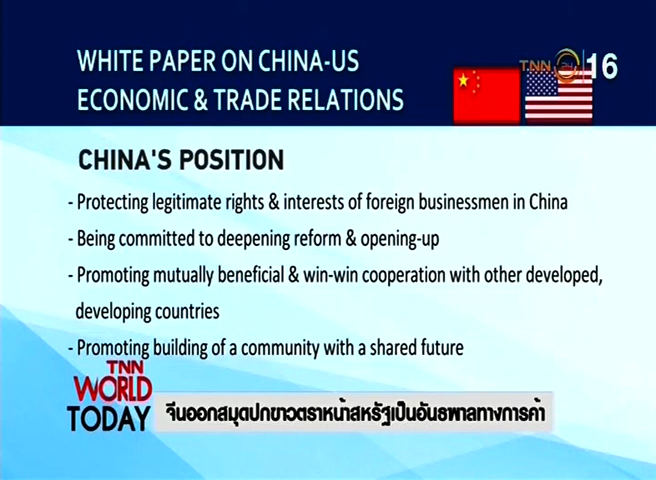 WHITE PAPER ON CHINA-US
ECONOMIC & TRADE RELATIONS
TNN 24 16
CHINA'S POSITION
- Protecting legitimate rights & interests of foreign businessmen in China
- Being committed to deepening reform & opening-up
- Promoting mutually beneficial & win-win cooperation with other developed,
developing countries
- Promoting building of a community with a shared future
TNN
WORLD
TODAY
จีนออกสมุดปกขาวตราหน้าสหรัฐเป็นอันธพาลทางการค้า